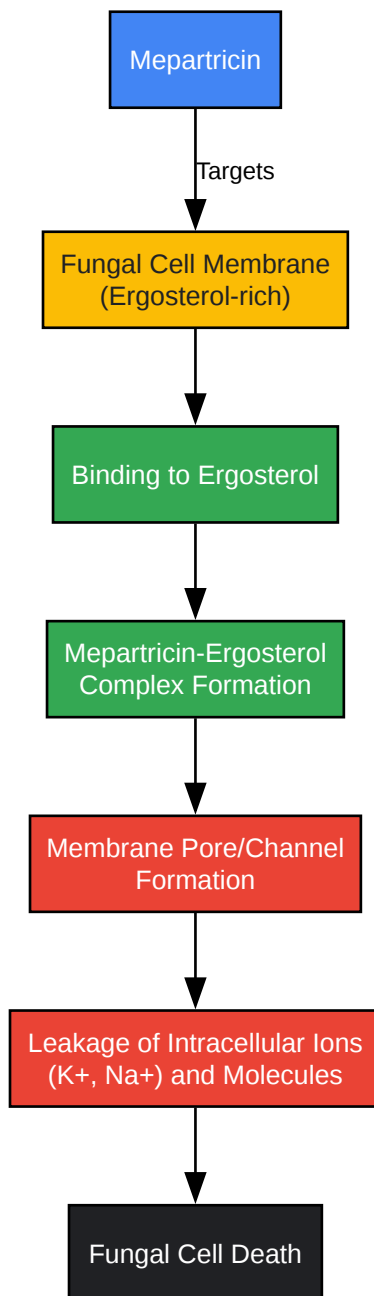 Mepartricin
Targets
Fungal Cell Membrane
(Ergosterol-rich)
Binding to Ergosterol
Mepartricin-Ergosterol
Complex Formation
Membrane Pore/Channel
Formation
Leakage of Intracellular Ions
(K+, Na+) and Molecules
Fungal Cell Death